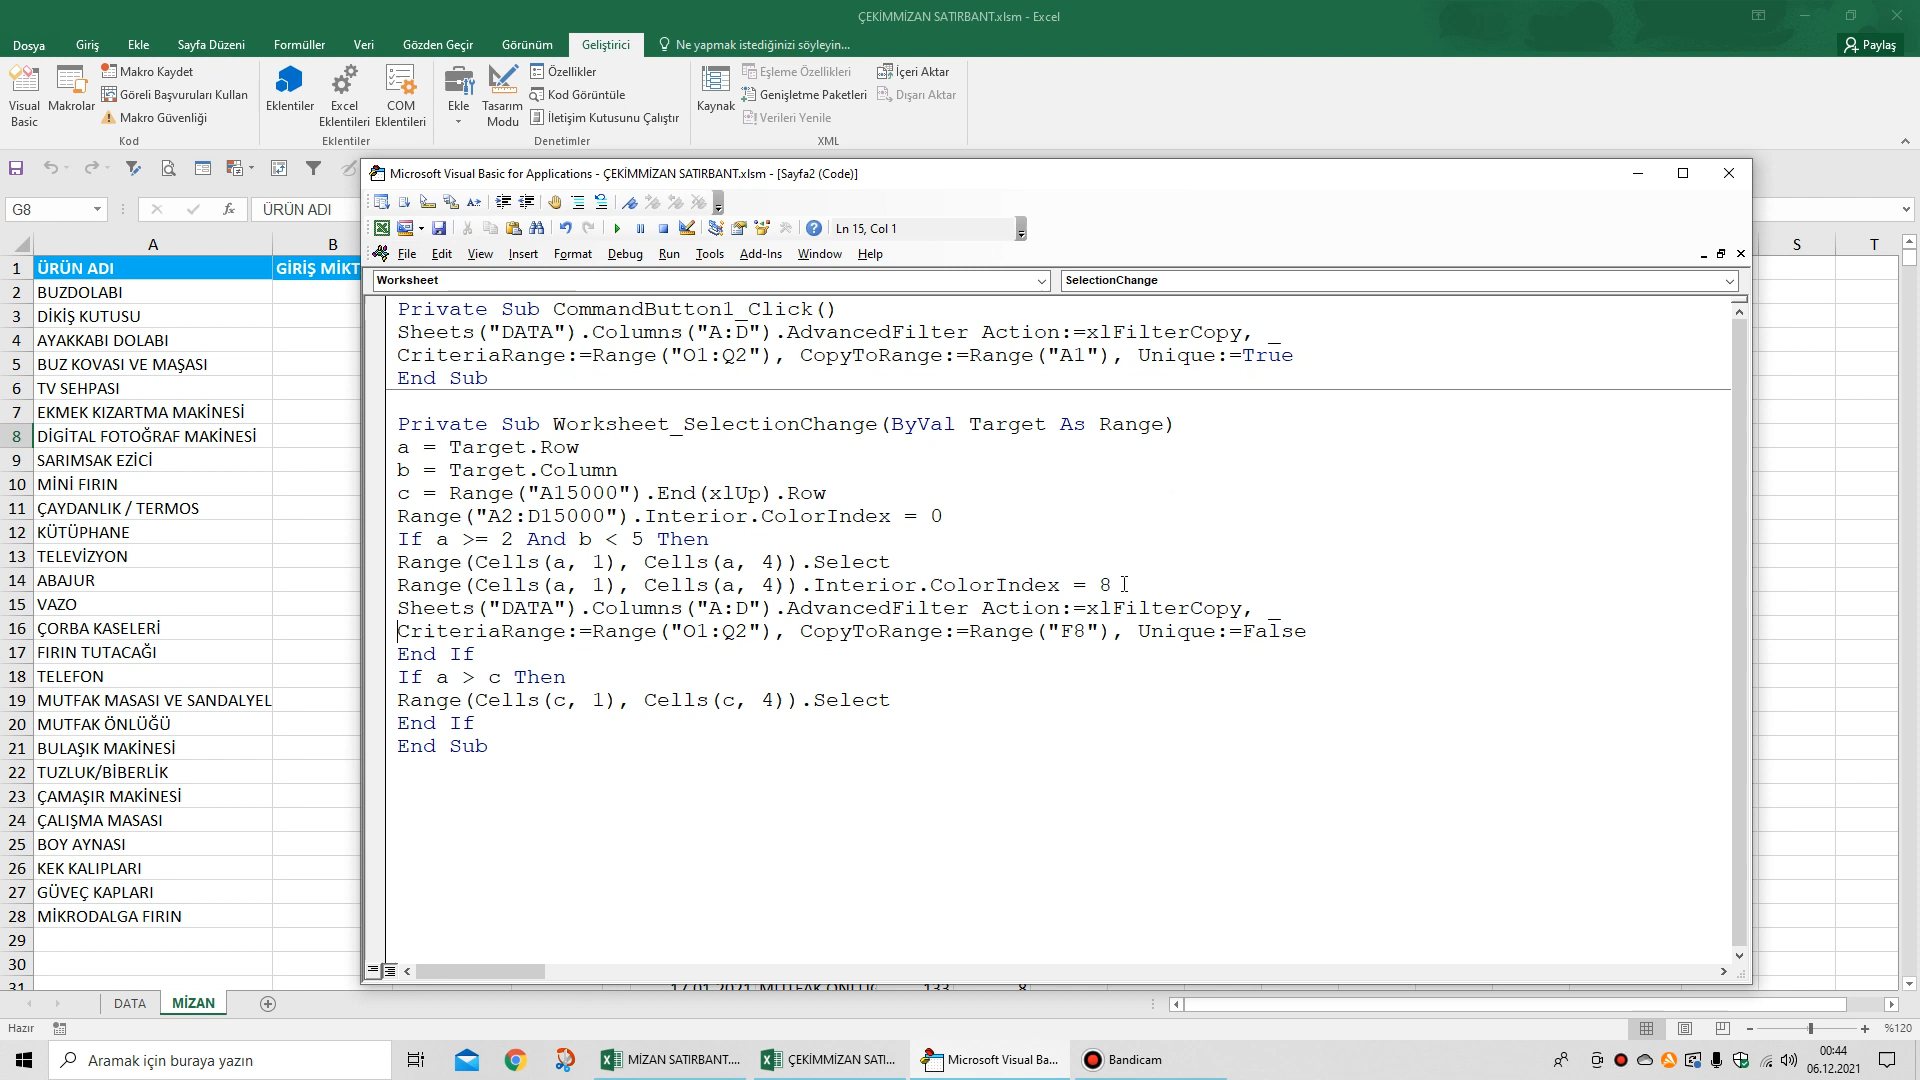 ÇEKİMMİZAN SATIRBANT.xlsm - Excel
Dosya Giriş Ekle Sayfa Düzeni Formüller Veri Gözden Geçir Görünüm Geliştirici Ne yapmak istediğinizi söyleyin... Paylaş
Visual Basic
Makrolar
Makro Kaydet
Göreli Başvuruları Kullan
Makro Güvenliği
Kod
Eklentiler
Excel Eklentileri
COM Eklentileri
Eklentiler
Ekle
Tasarım Modu
Özellikler
Kod Görüntüle
İletişim Kutusunu Çalıştır
Denetimler
Kaynak
Eşleme Özellikleri
Genişletme Paketleri
Verileri Yenile
İçeri Aktar
Dışarı Aktar
XML
G8 fx ÜRÜN ADI
A B S T
1 ÜRÜN ADI GİRİŞ MİKT
2 BUZDOLABI
3 DİKİŞ KUTUSU
4 AYAKKABI DOLABI
5 BUZ KOVASI VE MAŞASI
6 TV SEHPASI
7 EKMEK KIZARTMA MAKİNESİ
8 DİGİTAL FOTOĞRAF MAKİNESİ
9 SARIMSAK EZİCİ
10 MİNİ FIRIN
11 ÇAYDANLIK / TERMOS
12 KÜTÜPHANE
13 TELEVİZYON
14 ABAJUR
15 VAZO
16 ÇORBA KASELERİ
17 FIRIN TUTACAĞI
18 TELEFON
19 MUTFAK MASASI VE SANDALYEL
20 MUTFAK ÖNLÜĞÜ
21 BULAŞIK MAKİNESİ
22 TUZLUK/BİBERLİK
23 ÇAMAŞIR MAKİNESİ
24 ÇALIŞMA MASASI
25 BOY AYNASI
26 KEK KALIPLARI
27 GÜVEÇ KAPLARI
28 MİKRODALGA FIRIN
29
30
31
Microsoft Visual Basic for Applications - ÇEKİMMİZAN SATIRBANT.xlsm - [Sayfa2 (Code)]
Ln 15, Col 1
File Edit View Insert Format Debug Run Tools Add-Ins Window Help
Worksheet SelectionChange
Private Sub CommandButton1_Click()
Sheets("DATA").Columns("A:D").AdvancedFilter Action:=xlFilterCopy, _
CriteriaRange:=Range("O1:Q2"), CopyToRange:=Range("A1"), Unique:=True
End Sub
Private Sub Worksheet_SelectionChange(ByVal Target As Range)
a = Target.Row
b = Target.Column
c = Range("A15000").End(xlUp).Row
Range("A2:D15000").Interior.ColorIndex = 0
If a >= 2 And b < 5 Then
Range(Cells(a, 1), Cells(a, 4)).Select
Range(Cells(a, 1), Cells(a, 4)).Interior.ColorIndex = 8
Sheets("DATA").Columns("A:D").AdvancedFilter Action:=xlFilterCopy, _
CriteriaRange:=Range("O1:Q2"), CopyToRange:=Range("F8"), Unique:=False
End If
If a > c Then
Range(Cells(c, 1), Cells(c, 4)).Select
End If
End Sub
17.01.2021 MUTFAK ÖNLÜĞ 133 8
DATA MİZAN
Hazır %120
Aramak için buraya yazın
MİZAN SATIRBANT....
ÇEKİMMİZAN SATI...
Microsoft Visual Ba...
Bandicam
00:44
06.12.2021